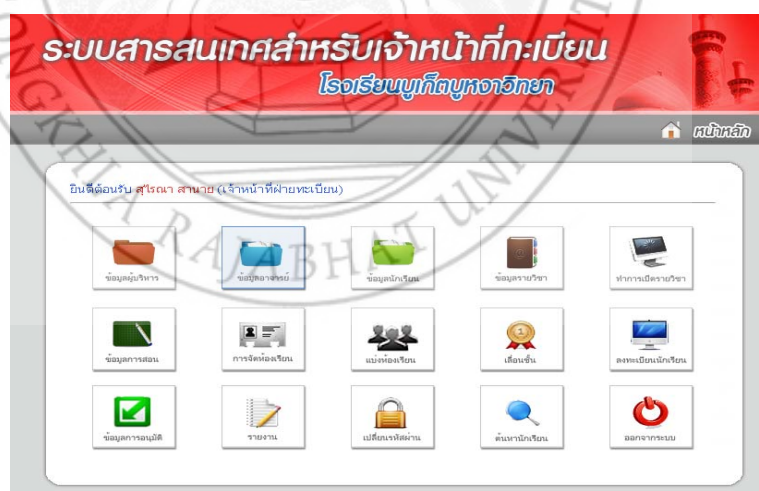 ระบบสารสนเทศสำหรับเจ้าหน้าที่ทะเบียน
โรงเรียนบูเก็ตบูหงาวิทยา
หน้าหลัก
ยินดีต้อนรับ สุไรณา สานาย (เจ้าหน้าที่ฝ่ายทะเบียน)
ข้อมูลผู้บริหาร
ข้อมูลอาจารย์
ข้อมูลนักเรียน
ข้อมูลรายวิชา
ทำการเปิดรายวิชา
ข้อมูลการสอน
การจัดห้องเรียน
แบ่งห้องเรียน
เลื่อนชั้น
ลงทะเบียนนักเรียน
ข้อมูลการอนุมัติ
รายงาน
เปลี่ยนรหัสผ่าน
ค้นหานักเรียน
ออกจากระบบ
RAJABHAT UNIVERSIT